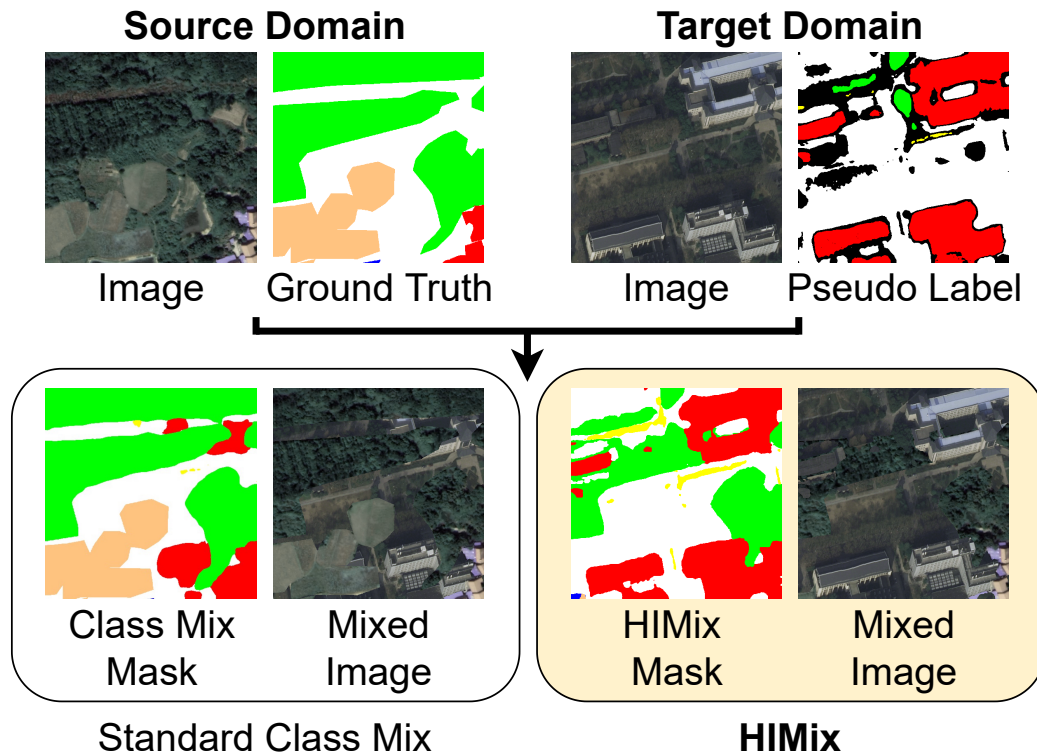 Source Domain
Target Domain
Image
Ground Truth
Image
Pseudo Label
Class Mix
Mask
Mixed
Image
HIMix
Mask
Mixed
Image
Standard Class Mix
HIMix